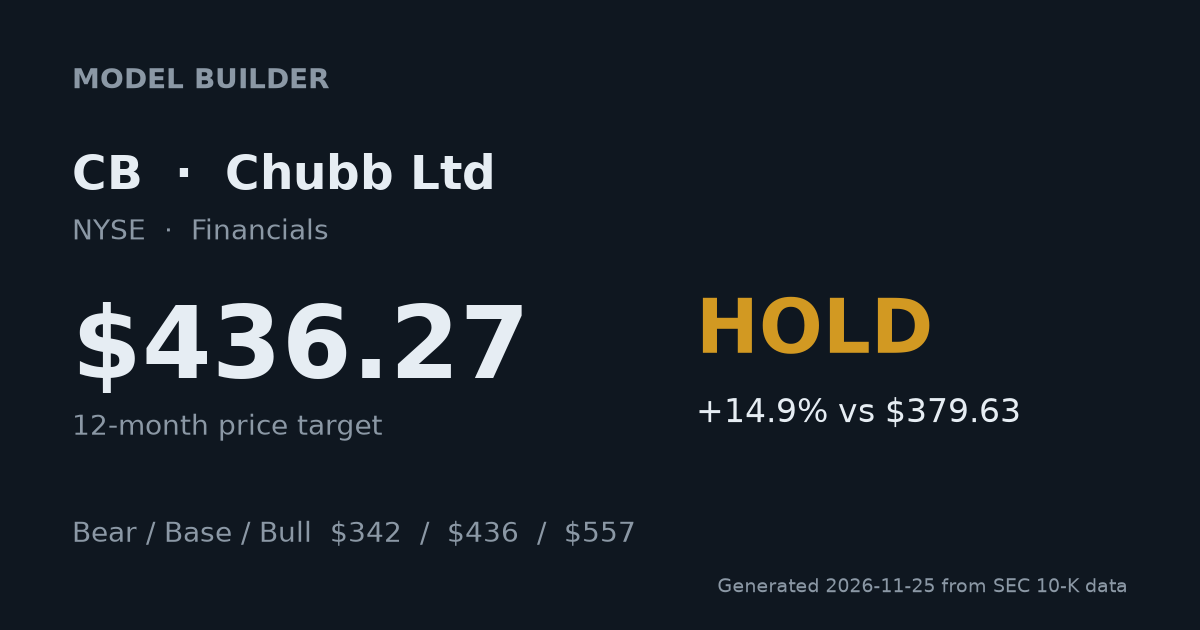 MODEL BUILDER
CB · Chubb Ltd
NYSE · Financials
$436.27
12-month price target
HOLD
+14.9% vs $379.63
Bear / Base / Bull $342 / $436 / $557
Generated 2026-11-25 from SEC 10-K data